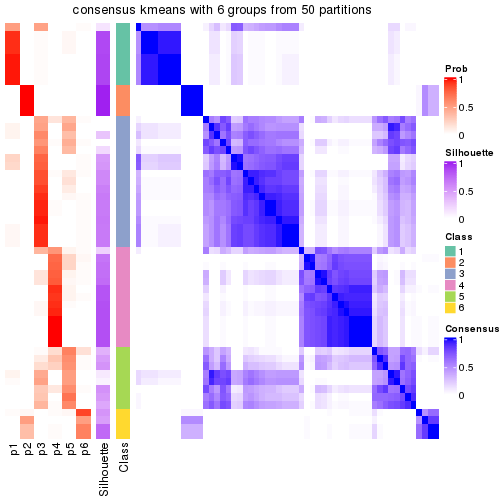 consensus kmeans with 6 groups from 50 partitions
Prob
1
0.5
0
Silhouette
1
0.5
0
Class
1
2
3
4
5
6
Consensus
1
0.5
0
p1
p2
p3
p4
p5
p6
Silhouette
Class